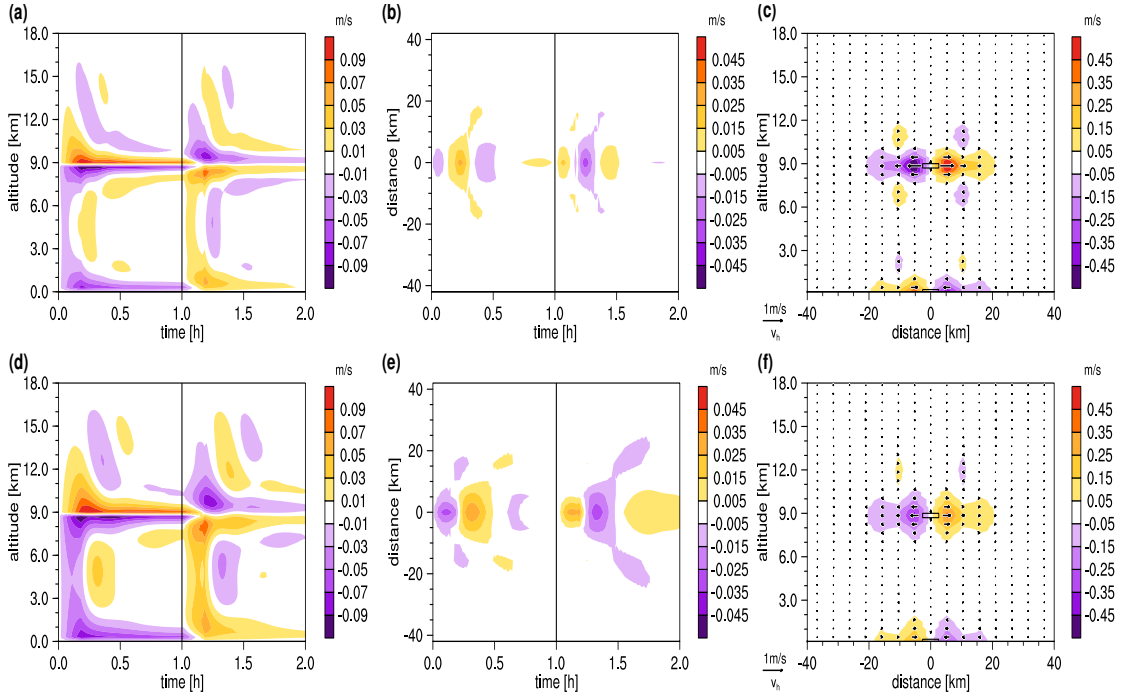 (a)
m/s
18.0
15.0
12.0
9.0
6.0
3.0
0.0
altitude [km]
0.0 0.5 1.0 1.5 2.0
time [h]
0.09
0.07
0.05
0.03
0.01
-0.01
-0.03
-0.05
-0.07
-0.09
(b)
m/s
40
20
0
-20
-40
distance [km]
0.0 0.5 1.0 1.5 2.0
time [h]
0.045
0.035
0.025
0.015
0.005
-0.005
-0.015
-0.025
-0.035
-0.045
(c)
m/s
18.0
15.0
12.0
9.0
6.0
3.0
altitude [km]
-40 -20 0 20 40
distance [km]
1m/s
vh
0.45
0.35
0.25
0.15
0.05
-0.05
-0.15
-0.25
-0.35
-0.45
(d)
m/s
18.0
15.0
12.0
9.0
6.0
3.0
0.0
altitude [km]
0.0 0.5 1.0 1.5 2.0
time [h]
0.09
0.07
0.05
0.03
0.01
-0.01
-0.03
-0.05
-0.07
-0.09
(e)
m/s
40
20
0
-20
-40
distance [km]
0.0 0.5 1.0 1.5 2.0
time [h]
0.045
0.035
0.025
0.015
0.005
-0.005
-0.015
-0.025
-0.035
-0.045
(f)
m/s
18.0
15.0
12.0
9.0
6.0
3.0
altitude [km]
-40 -20 0 20 40
distance [km]
1m/s
vh
0.45
0.35
0.25
0.15
0.05
-0.05
-0.15
-0.25
-0.35
-0.45